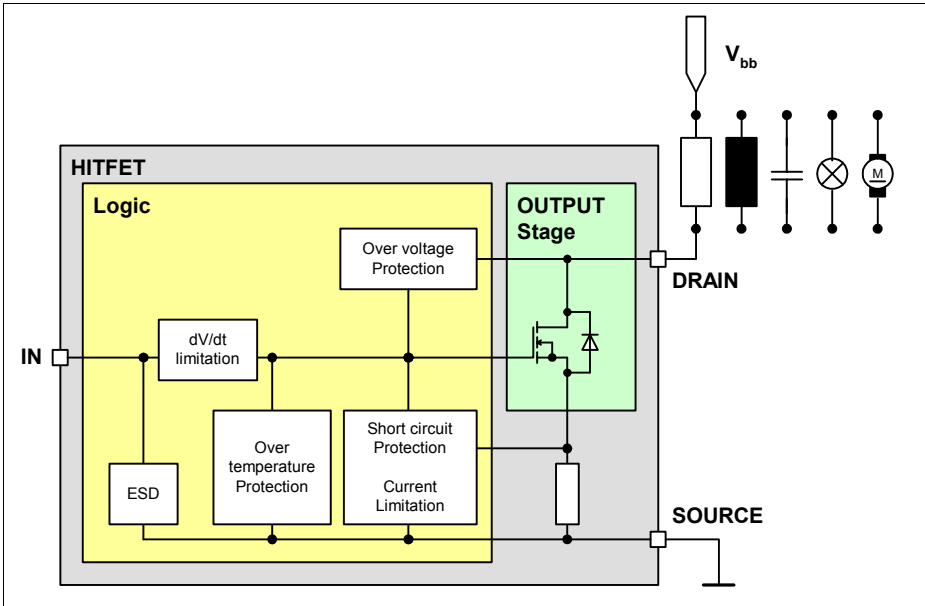 V_bb
HITFET
Logic
OUTPUT
Stage
Over voltage
Protection
DRAIN
M
IN
dV/dt
limitation
Over
temperature
Protection
Short circuit
Protection
Current
Limitation
ESD
SOURCE